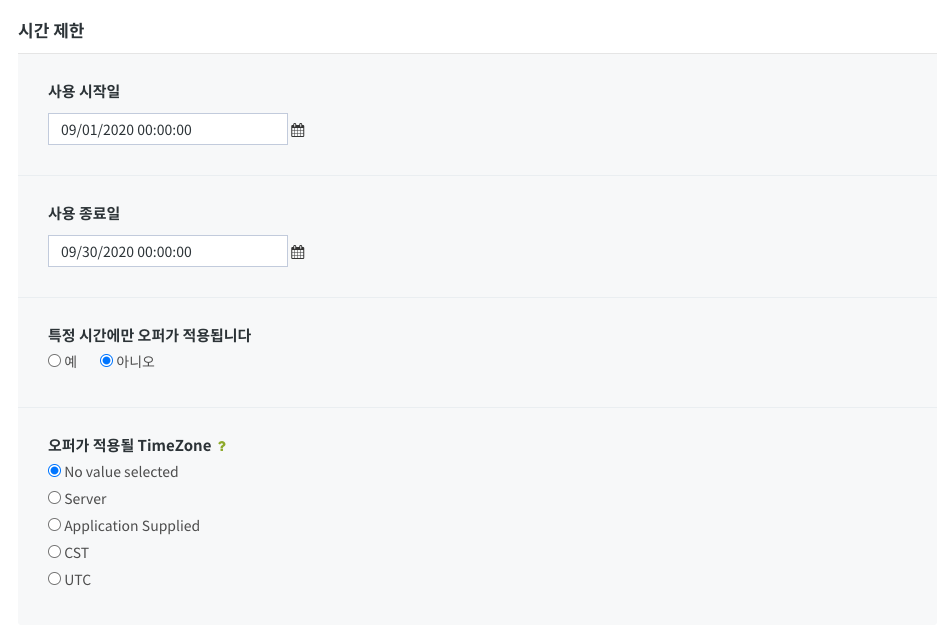 시간 제한
사용 시작일
09/01/2020 00:00:00
사용 종료일
09/30/2020 00:00:00
특정 시간에만 오퍼가 적용됩니다
예 아니오
오퍼가 적용될 TimeZone ?
No value selected
Server
Application Supplied
CST
UTC